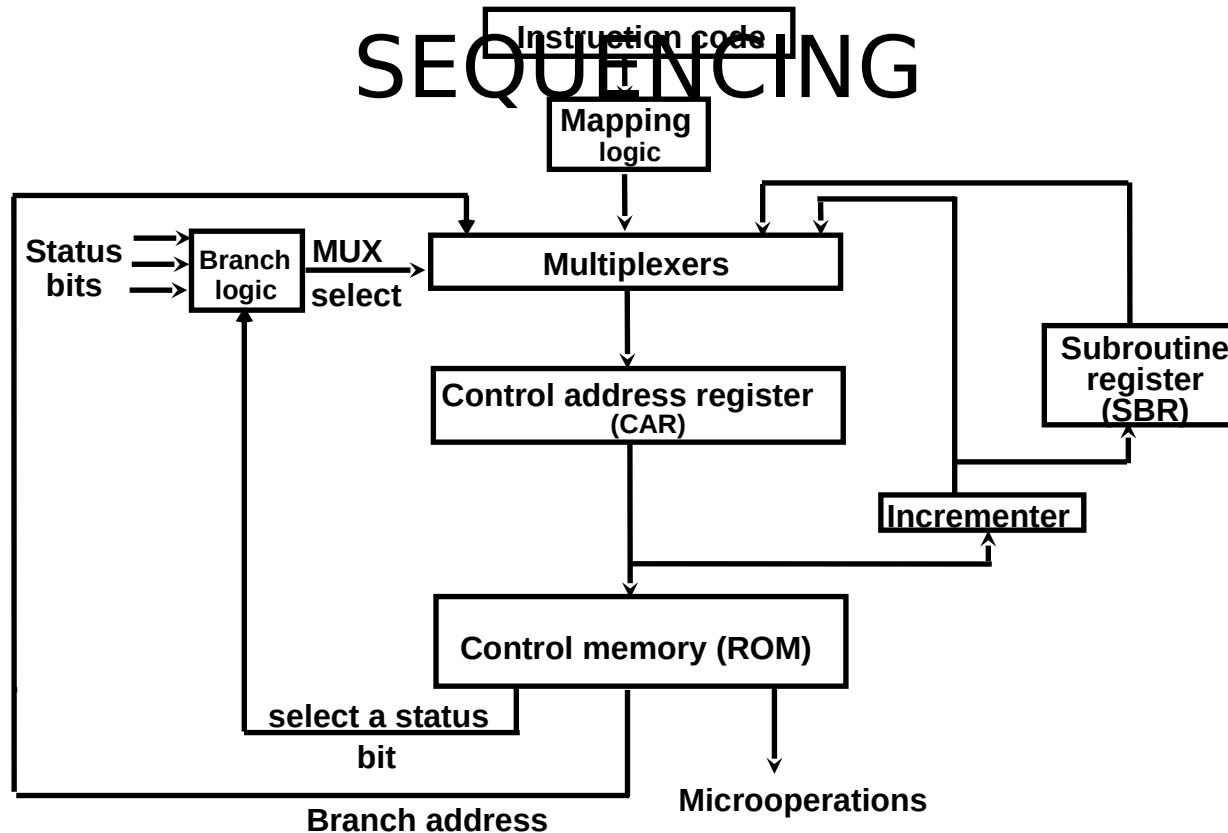 Instruction code
SEQUENCING
Mapping
logic
Status
bits
Branch
logic
MUX
select
Multiplexers
Subroutine
register
(SBR)
Control address register
(CAR)
Incrementer
Control memory (ROM)
select a status
bit
Microoperations
Branch address